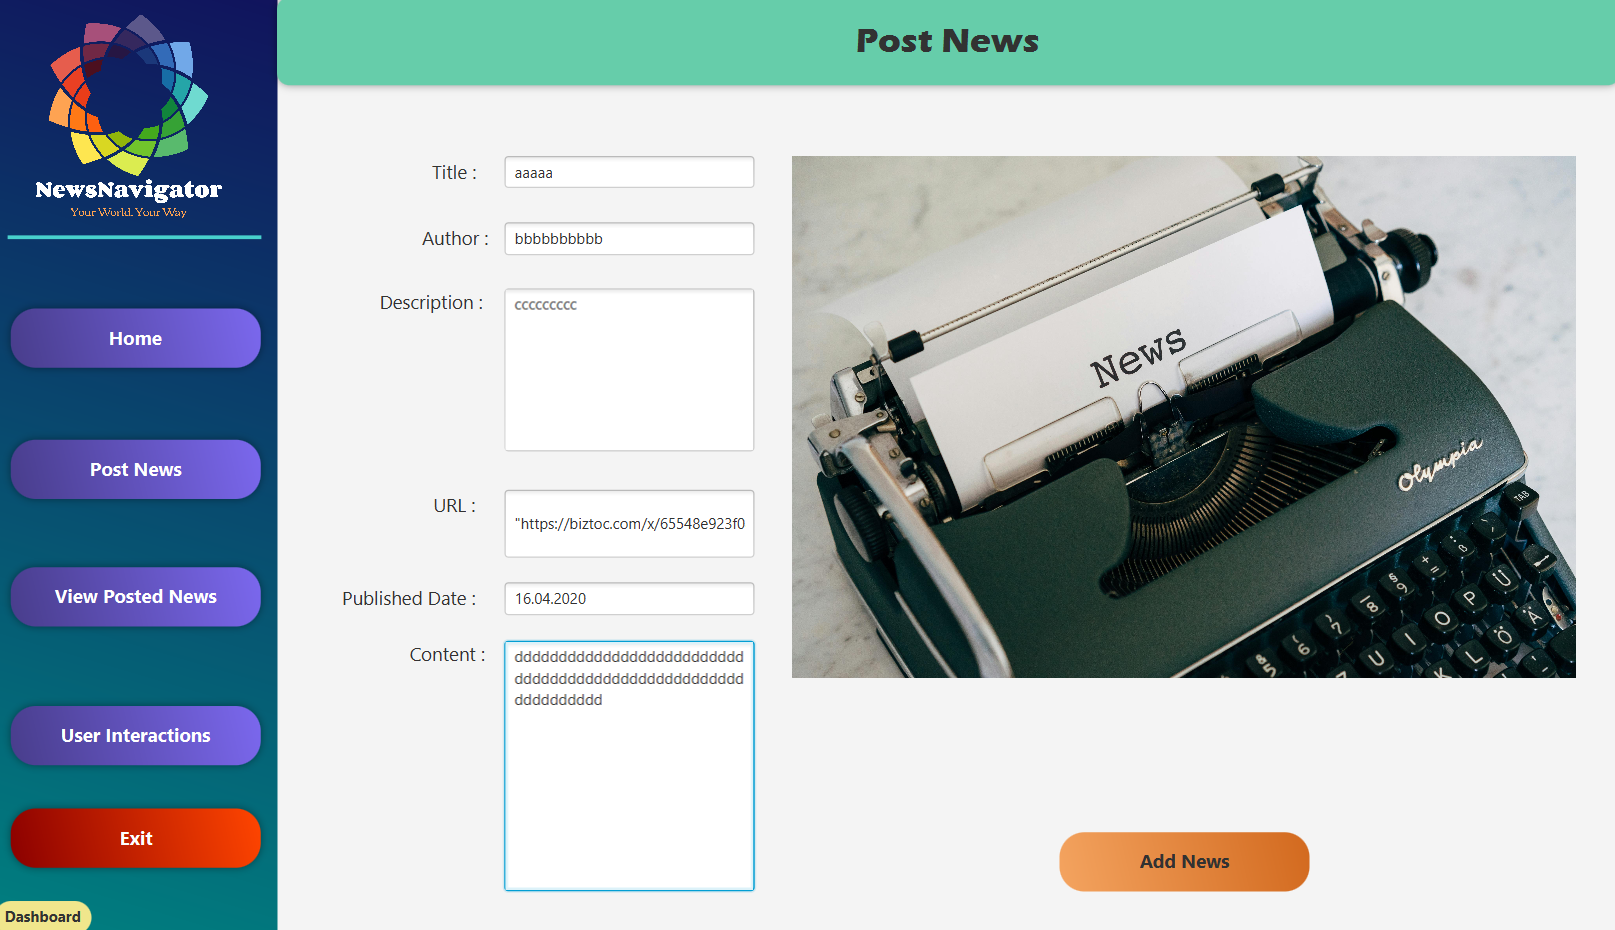 NewsNavigator
Your World. Your Way
Home
Post News
View Posted News
User Interactions
Exit
Dashboard
Post News
Title :
aaaaa
Author :
bbbbbbbbbb
Description :
ccccccccc
URL :
"https://biztoc.com/x/65548e923f0
Published Date :
16.04.2020
Content :
dddddddddddddddddddddddddd
dddddddddddddddddddddddddd
dddddddddd
News
Olympia
TAB
Ü
P
O
I
U
Ä
Ö
L
K
Add News